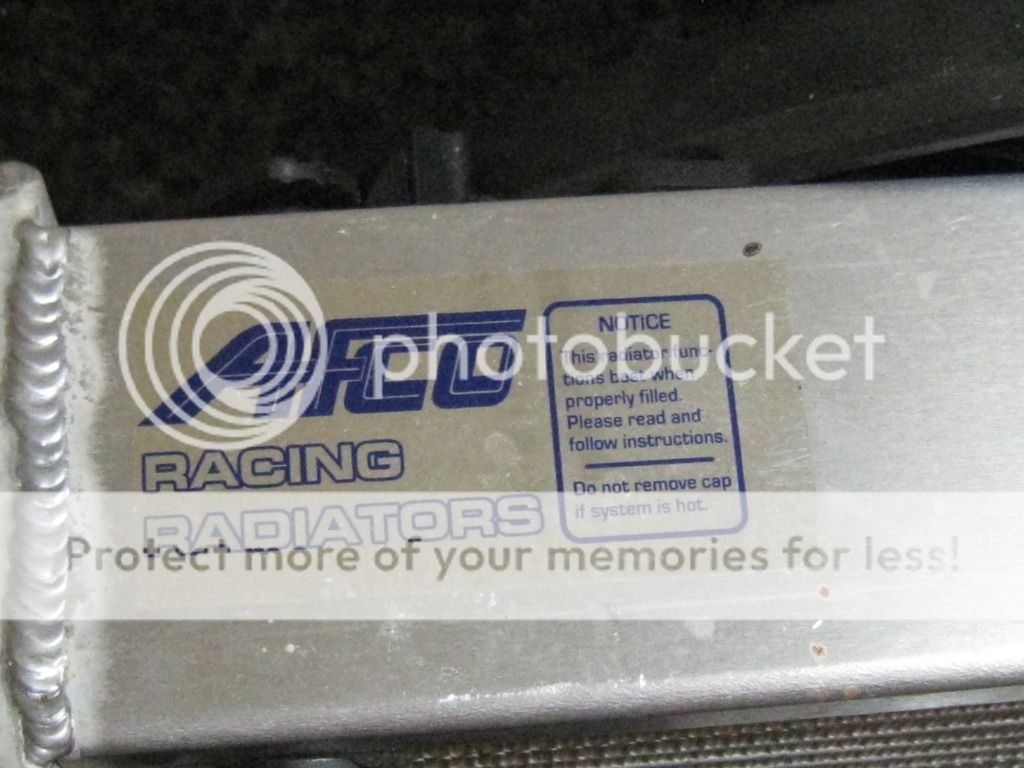 AFCO
RACING
RADIATORS
NOTICE
This radiator func-
tions best when
properly filled.
Please read and
follow instructions.
Do not remove cap
if system is hot.
photobucket
Protect more of your memories for less!